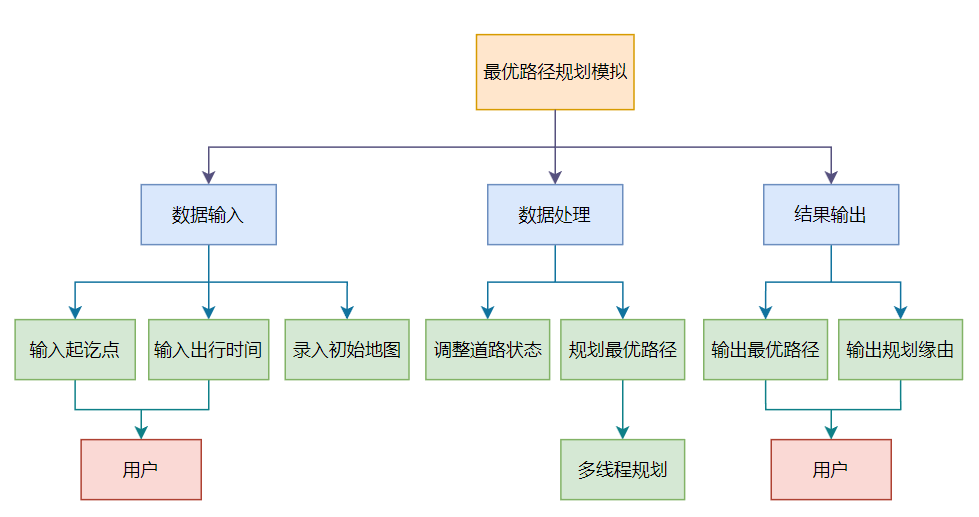 最优路径规划模拟
数据输入
数据处理
结果输出
输入起讫点
输入出行时间
录入初始地图
调整道路状态
规划最优路径
输出最优路径
输出规划缘由
用户
多线程规划
用户